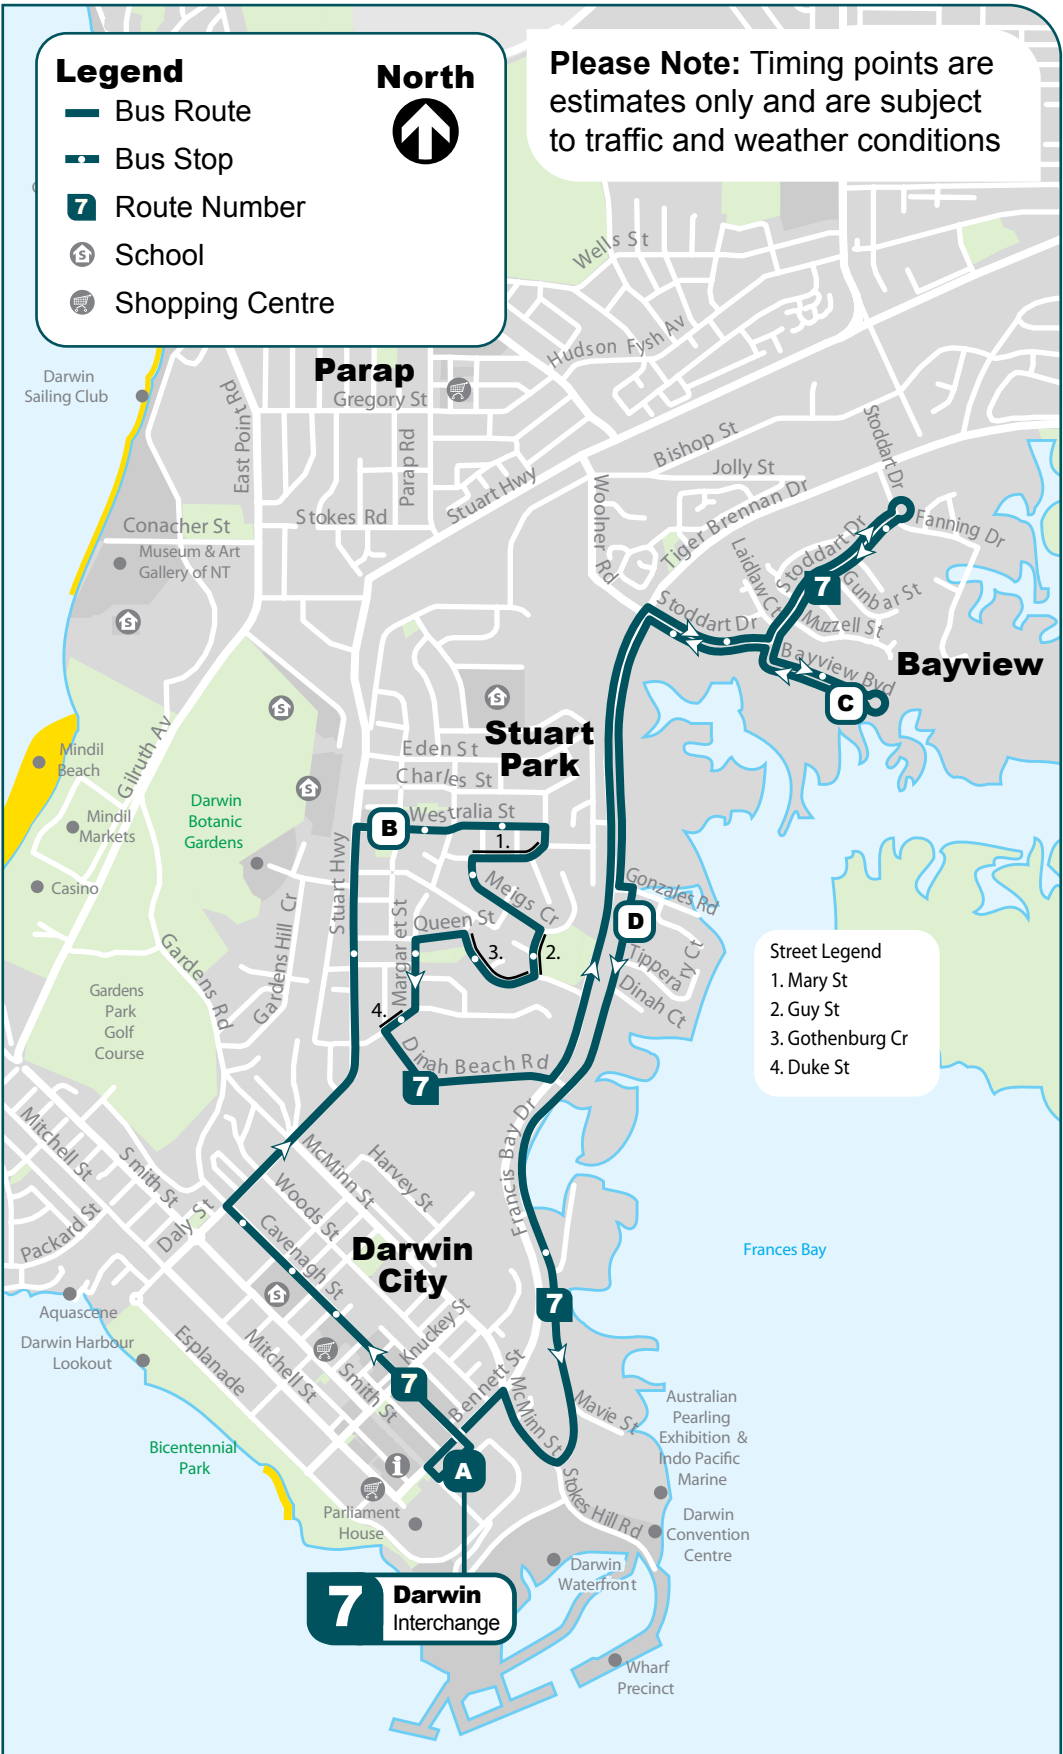 Legend
North
Bus Route
Bus Stop
7
Route Number
S
School
Shopping Centre
Please Note: Timing points are
estimates only and are subject
to traffic and weather conditions
Wells St
Hudson Fysh Av
Parap
Gregory St
Darwin
Sailing Club
East Point Rd
Parap Rd
Stuart Hwy
Bishop St
Jolly St
Stoddart Dr
Conacher St
Stokes Rd
Woolner Rd
Tiger Brennan Dr
Fanning Dr
Museum & Art
Gallery of NT
Laidlaw Ct
Stoddart Dr
7
Gunbar St
S
Stoddart Dr
Muzzell St
Bayview Bvd
Bayview
C
S
S
Stuart
Park
Gilruth Av
Mindil
Beach
Eden St
Charles St
S
Darwin
Botanic
Gardens
Mindil
Markets
Westralia St
B
1.
Stuart Hwy
Casino
Meigs Cr
Gonzales Rd
D
Margaret St
Queen St
Gardens Hill Cr
3.
2.
Tippera
ry Ct
Dinah Ct
Street Legend
1. Mary St
2. Guy St
3. Gothenburg Cr
4. Duke St
Gardens Rd
Gardens
Park
Golf
Course
4.
Dinah Beach Rd
7
Francis Bay Dr
Mitchell St
Smith St
McMinn St
Harvey St
Woods St
Daly St
Packard St
Cavenagh St
Darwin
City
Frances Bay
S
Aquascene
7
Darwin Harbour
Lookout
Esplanade
Mitchell St
Smith St
Knuckey St
7
Bennett St
McMinn St
Mavie St
Australian
Pearling
Exhibition &
Indo Pacific
Marine
Bicentennial
Park
i
A
Stokes Hill Rd
Parliament
House
Darwin
Convention
Centre
Darwin
Waterfront
7
Darwin
Interchange
Wharf
Precinct